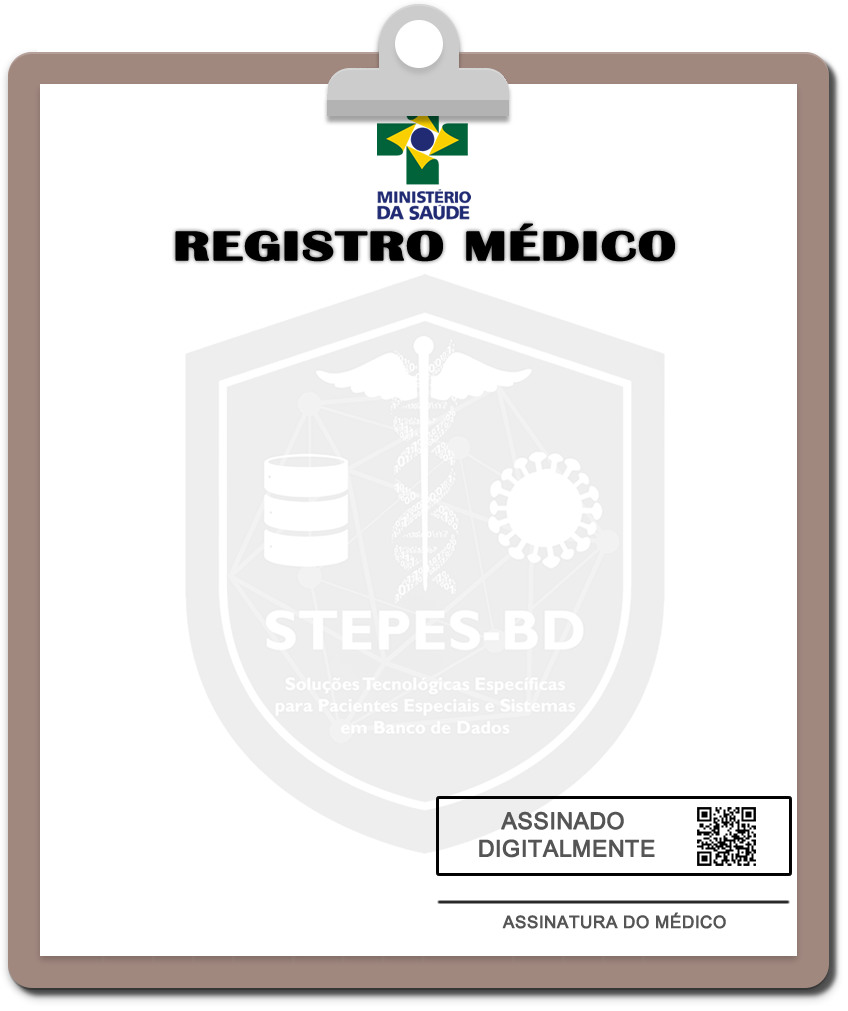 MINISTÉRIO
DA SAÚDE
REGISTRO MÉDICO
STEPES-BD
Soluções Tecnológicas Específicas
para Pacientes Especiais e Sistemas
em Banco de Dados
ASSINADO
DIGITALMENTE
ASSINATURA DO MÉDICO